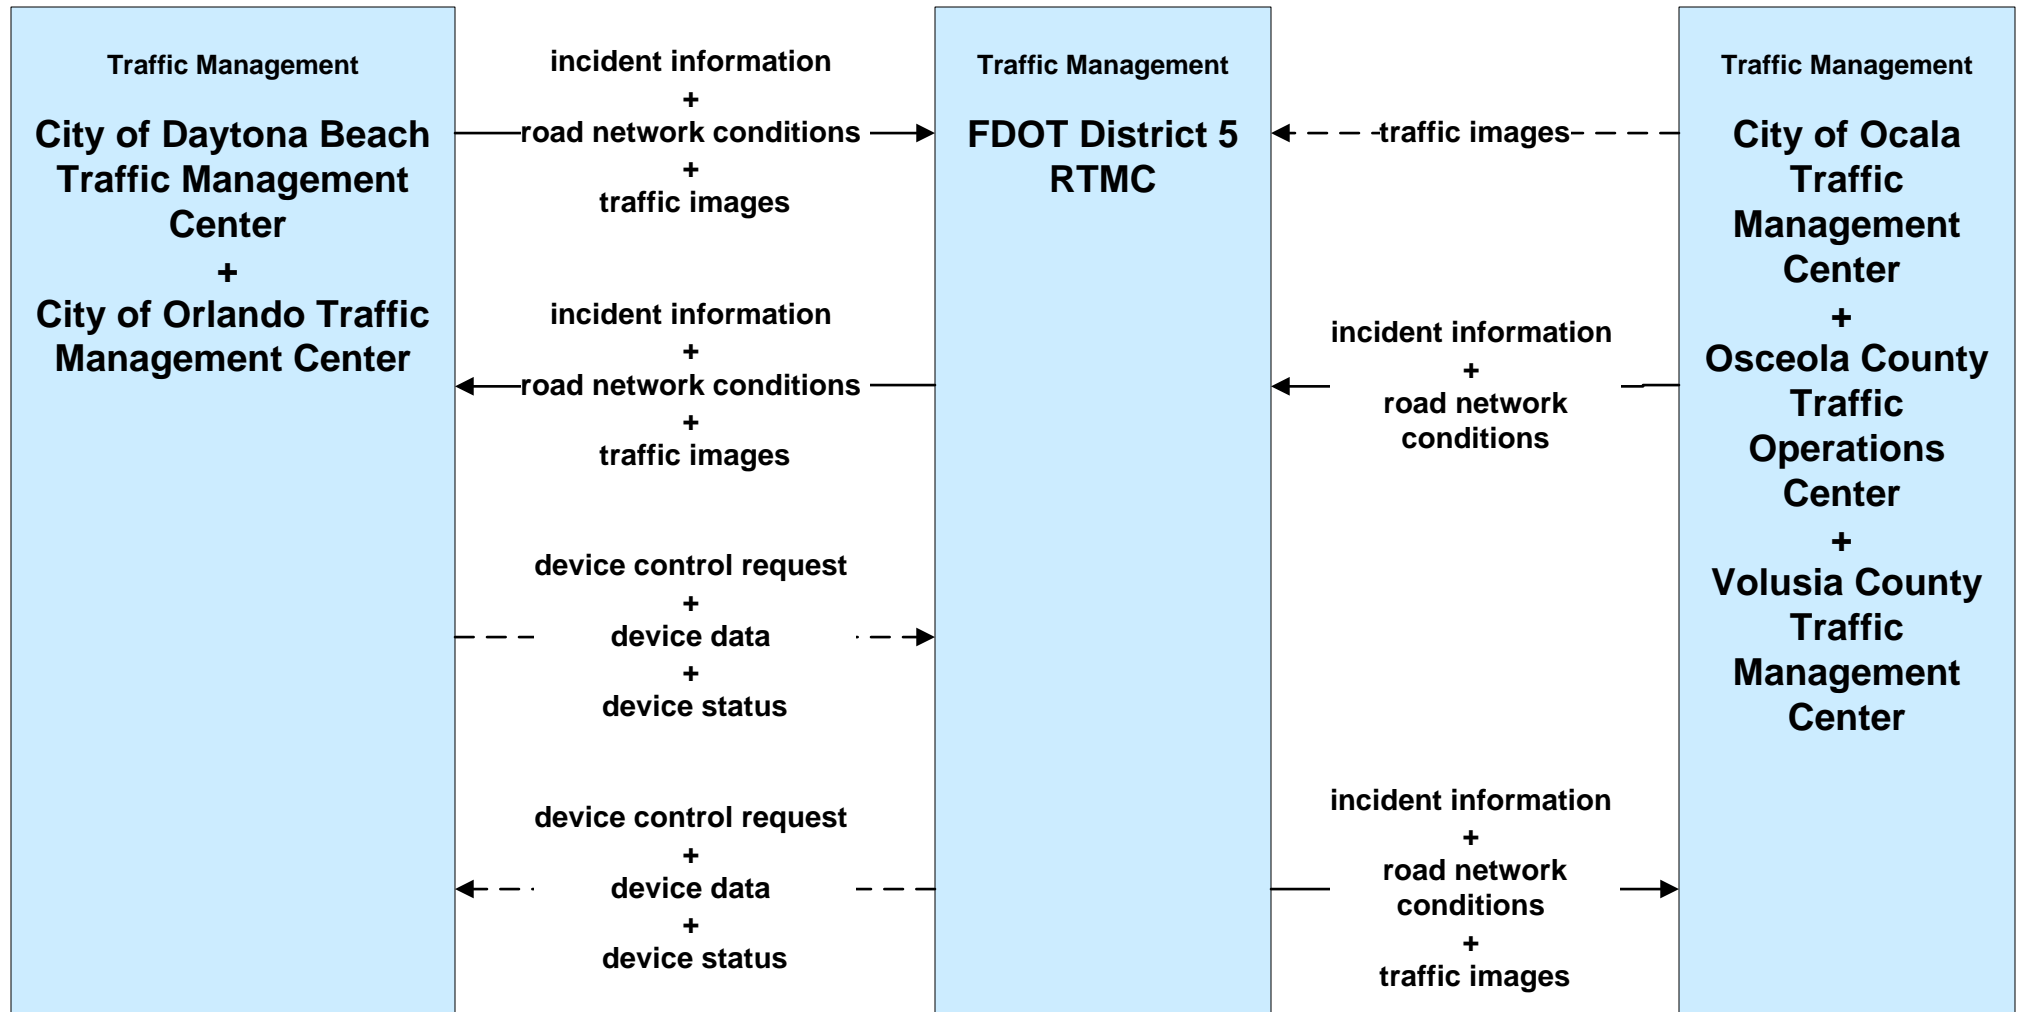 Traffic Management
City of Daytona Beach
Traffic Management
Center
+
City of Orlando Traffic
Management Center
incident information
+
road network conditions
+
traffic images
incident information
+
road network conditions
+
traffic images
device control request
+
device data
+
device status
device control request
+
device data
+
device status
Traffic Management
FDOT District 5
RTMC
traffic images
incident information
+
road network
conditions
incident information
+
road network
conditions
+
traffic images
Traffic Management
City of Ocala
Traffic
Management
Center
+
Osceola County
Traffic
Operations
Center
+
Volusia County
Traffic
Management
Center